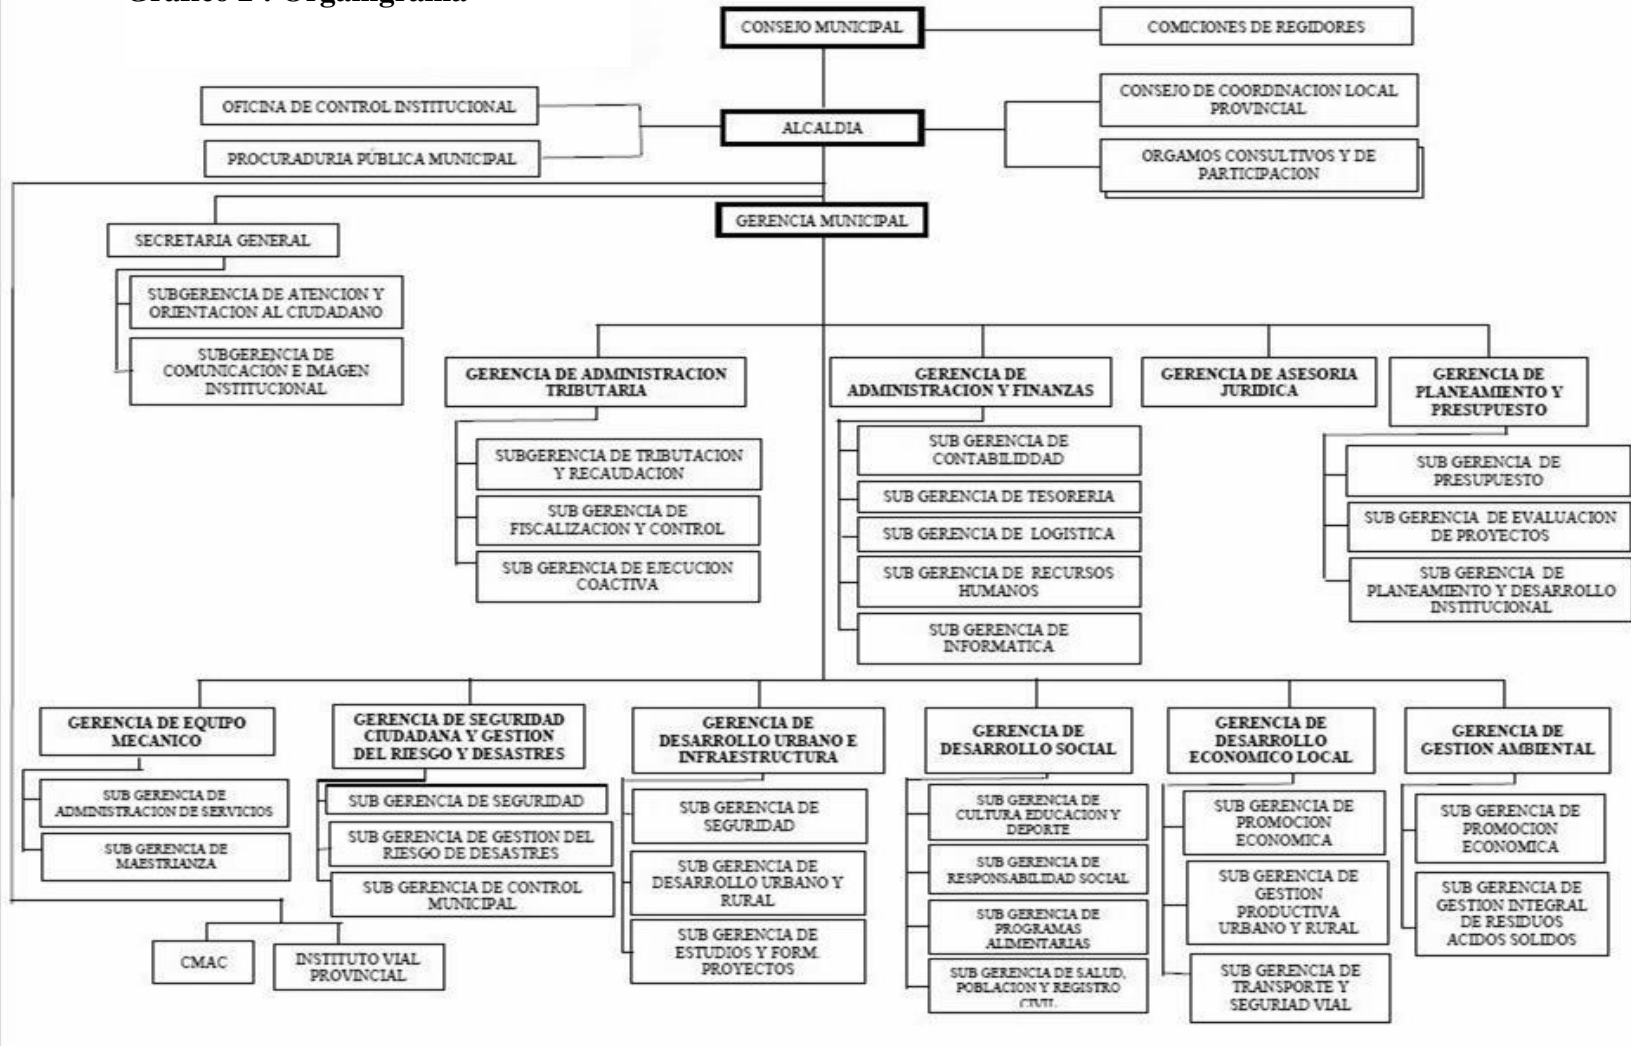 CONSEJO MUNICIPAL
COMICIONES DE REGIDORES
OFICINA DE CONTROL INSTITUCIONAL
PROCURADURIA PÚBLICA MUNICIPAL
ALCALDIA
CONSEJO DE COORDINACION LOCAL
PROVINCIAL
ORGAMOS CONSULTIVOS Y DE
PARTICIPACION
GERENCIA MUNICIPAL
SECRETARIA GENERAL
SUBGERENCIA DE ATENCION Y
ORIENTACION AL CIUDADANO
SUBGERENCIA DE
COMUNICACIÓN E IMAGEN
INSTITUCIONAL
GERENCIA DE ADMINISTRACION
TRIBUTARIA
SUBGERENCIA DE TRIBUTACION
Y RECAUDACION
SUB GERENCIA DE
FISCALIZACION Y CONTROL
SUB GERENCIA DE EJECUCION
COACTIVA
GERENCIA DE
ADMINISTRACION Y FINANZAS
SUB GERENCIA DE
CONTABILIDDAD
SUB GERENCIA DE TESORERIA
SUB GERENCIA DE LOGISTICA
SUB GERENCIA DE RECURSOS
HUMANOS
SUB GERENCIA DE
INFORMATICA
GERENCIA DE ASESORIA
JURIDICA
GERENCIA DE
PLANEAMIENTO Y
PRESUPUESTO
SUB GERENCIA DE
PRESUPUESTO
SUB GERENCIA DE EVALUACION
DE PROYECTOS
SUB GERENCIA DE
PLANEAMIENTO Y DESARROLLO
INSTITUCIONAL
GERENCIA DE EQUIPO
MECANICO
SUB GERENCIA DE
ADMINISTRACION DE SERVICIOS
SUB GERENCIA DE
MAESTRIANZA
GERENCIA DE SEGURIDAD
CIUDADANA Y GESTION
DEL RIESGO Y DESASTRES
SUB GERENCIA DE SEGURIDAD
SUB GERENCIA DE GESTION DEL
RIESGO DE DESASTRES
SUB GERENCIA DE CONTROL
MUNICIPAL
GERENCIA DE
DESARROLLO URBANO E
INFRAESTRUCTURA
SUB GERENCIA DE
SEGURIDAD
SUB GERENCIA DE
DESARROLLO URBANO Y
RURAL
SUB GERENCIA DE
ESTUDIOS Y FORM.
PROYECTOS
GERENCIA DE
DESARROLLO SOCIAL
SUB GERENCIA DE
CULTURA EDUCACION Y
DEPORTE
SUB GERENCIA DE
RESPONSABILIDAD SOCIAL
SUB GERENCIA DE
PROGRAMAS
ALIMENTARIAS
SUB GERENCIA DE SALUD,
POBLACION Y REGISTRO
CIVIL
GERENCIA DE
DESARROLLO
ECONOMICO LOCAL
SUB GERENCIA DE
PROMOCION
ECONOMICA
SUB GERENCIA DE
GESTION
PRODUCTIVA
URBANO Y RURAL
SUB GERENCIA DE
TRANSPORTE Y
SEGURIAD VIAL
GERENCIA DE
GESTION AMBIENTAL
SUB GERENCIA DE
PROMOCION
ECONOMICA
SUB GERENCIA DE
GESTION INTEGRAL
DE RESIDUOS
ACIDOS SOLIDOS
CMAC
INSTITUTO VIAL
PROVINCIAL